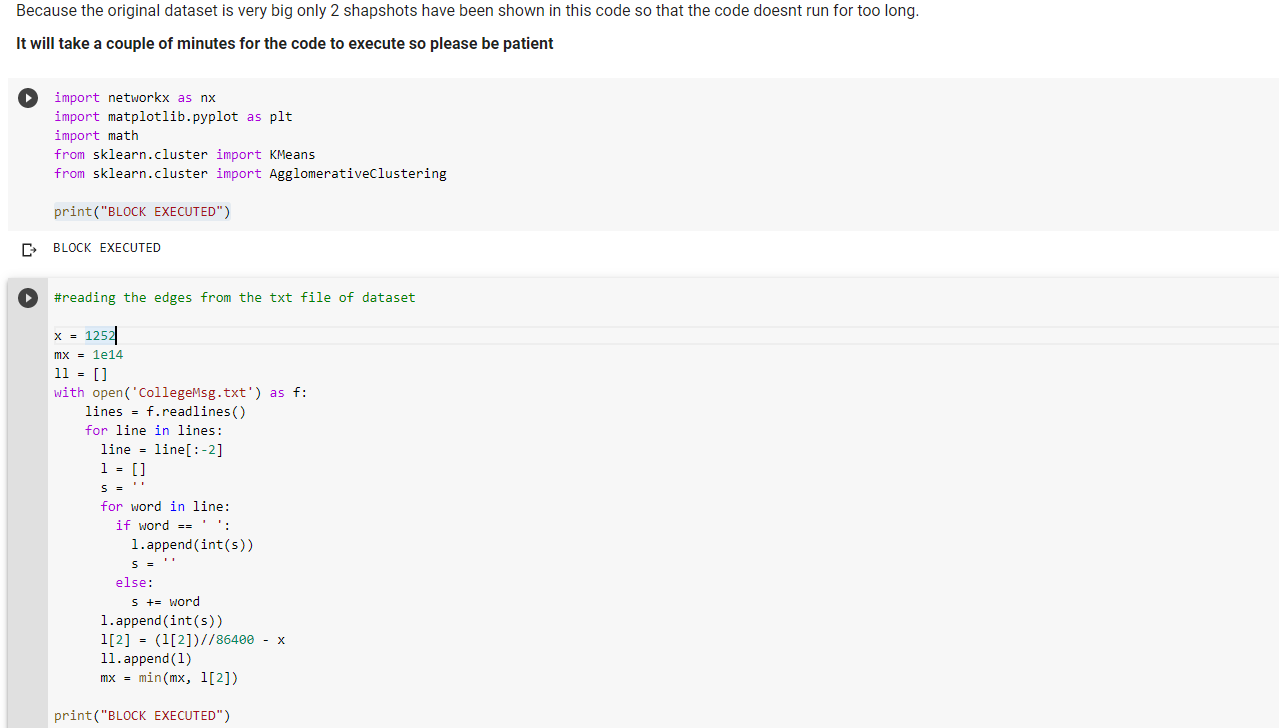 Because the original dataset is very big only 2 shapshots have been shown in this code so that the code doesnt run for too long.
It will take a couple of minutes for the code to execute so please be patient
import networkx as nx
import matplotlib.pyplot as plt
import math
from sklearn.cluster import KMeans
from sklearn.cluster import AgglomerativeClustering
print("BLOCK EXECUTED")
BLOCK EXECUTED
#reading the edges from the txt file of dataset
x = 1252
mx = 1e14
ll = []
with open('CollegeMsg.txt') as f:
    lines = f.readlines()
    for line in lines:
      line = line[:-2]
      l = []
      s = ''
      for word in line:
        if word == ' ':
          l.append(int(s))
          s = ''
        else:
          s += word
      l.append(int(s))
      l[2] = (l[2])//86400 - x
      ll.append(l)
      mx = min(mx, l[2])
print("BLOCK EXECUTED")